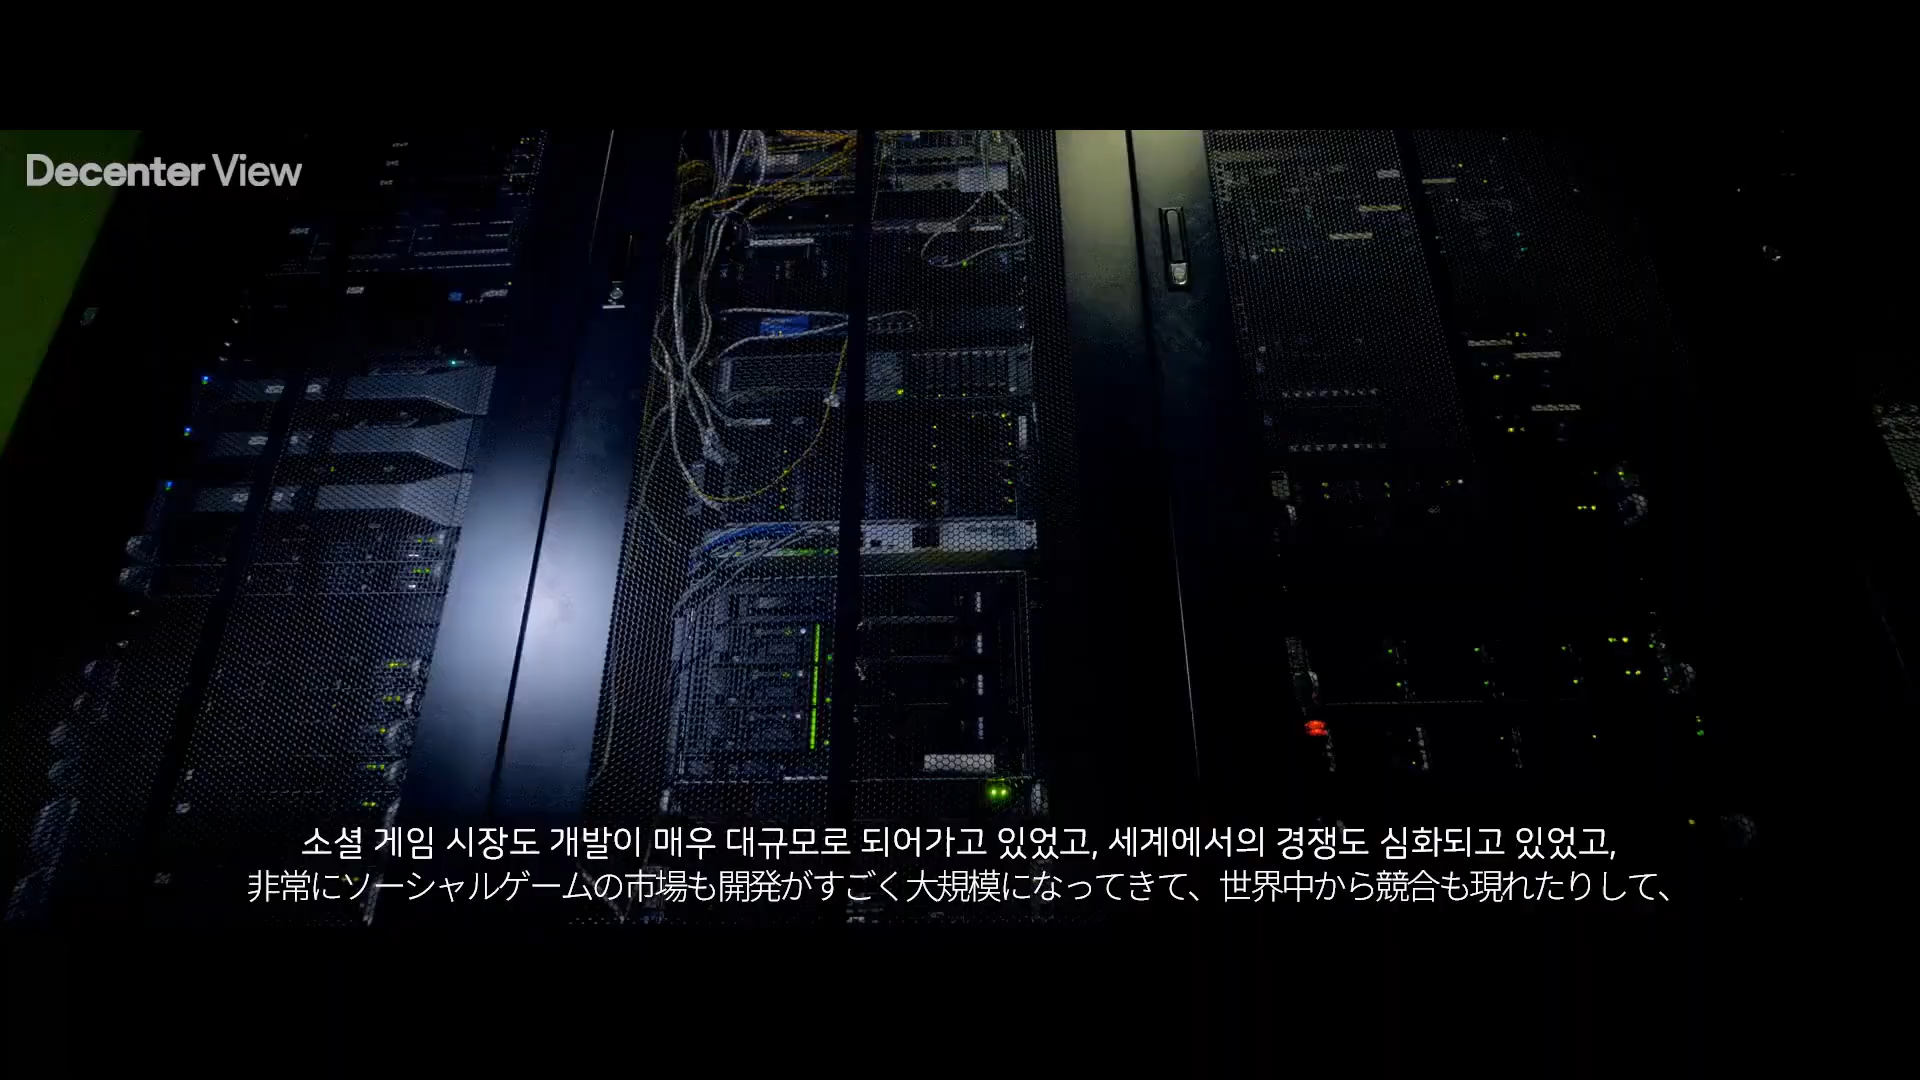 Decenter View
소셜 게임 시장도 개발이 매우 대규모로 되어가고 있었고, 세계에서의 경쟁도 심화되고 있었고,
非常にソーシャルゲームの市場も開発がすごく大規模になってきて、世界中から競合も現れたりして、